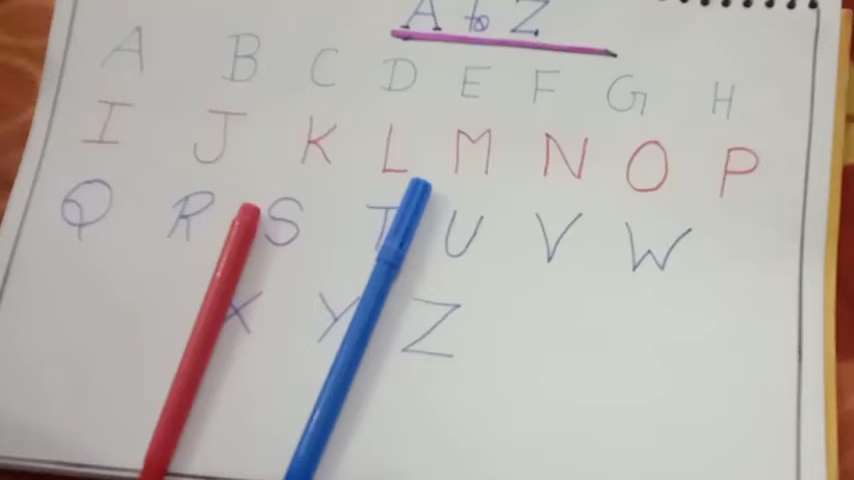 A to Z
A B C D E F G H
I J K L M N O P
Q R S T U V W
X Y Z